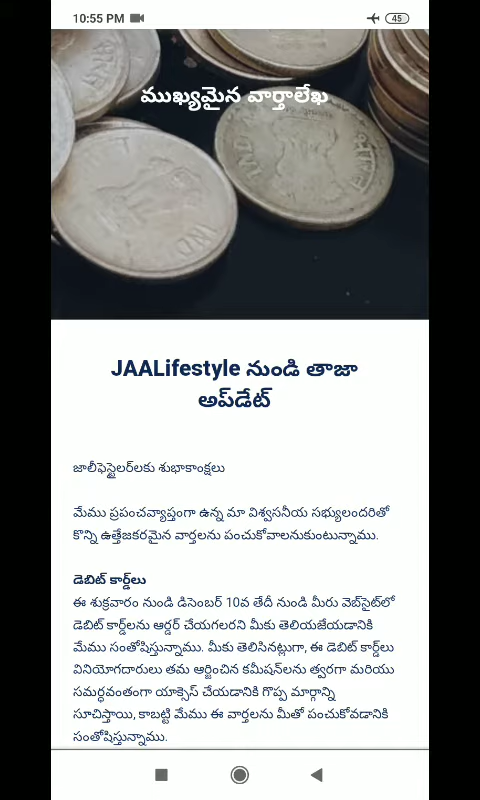 10:55 PM
45
ముఖ్యమైన వార్తాలేఖ
JAALifestyle నుండి తాజా
అప్‌డేట్
జాలీఫెస్టైలర్‌లకు శుభాకాంక్షలు
మేము ప్రపంచవ్యాప్తంగా ఉన్న మా విశ్వసనీయ సభ్యులందరితో
కొన్ని ఉత్తేజకరమైన వార్తలను పంచుకోవాలనుకుంటున్నాము.
డెబిట్ కార్డ్‌లు
ఈ శుక్రవారం నుండి డిసెంబర్ 10వ తేదీ నుండి మీరు వెబ్‌సైట్‌లో
డెబిట్ కార్డ్‌లను ఆర్డర్ చేయగలరని మీకు తెలియజేయడానికి
మేము సంతోషిస్తున్నాము. మీకు తెలిసినట్లుగా, ఈ డెబిట్ కార్డ్‌లు
వినియోగదారులు తమ ఆర్జించిన కమీషన్‌లను త్వరగా మరియు
సమర్ధవంతంగా యాక్సెస్ చేయడానికి గొప్ప మార్గాన్ని
సూచిస్తాయి, కాబట్టి మేము ఈ వార్తలను మీతో పంచుకోవడానికి
సంతోషిస్తున్నాము.